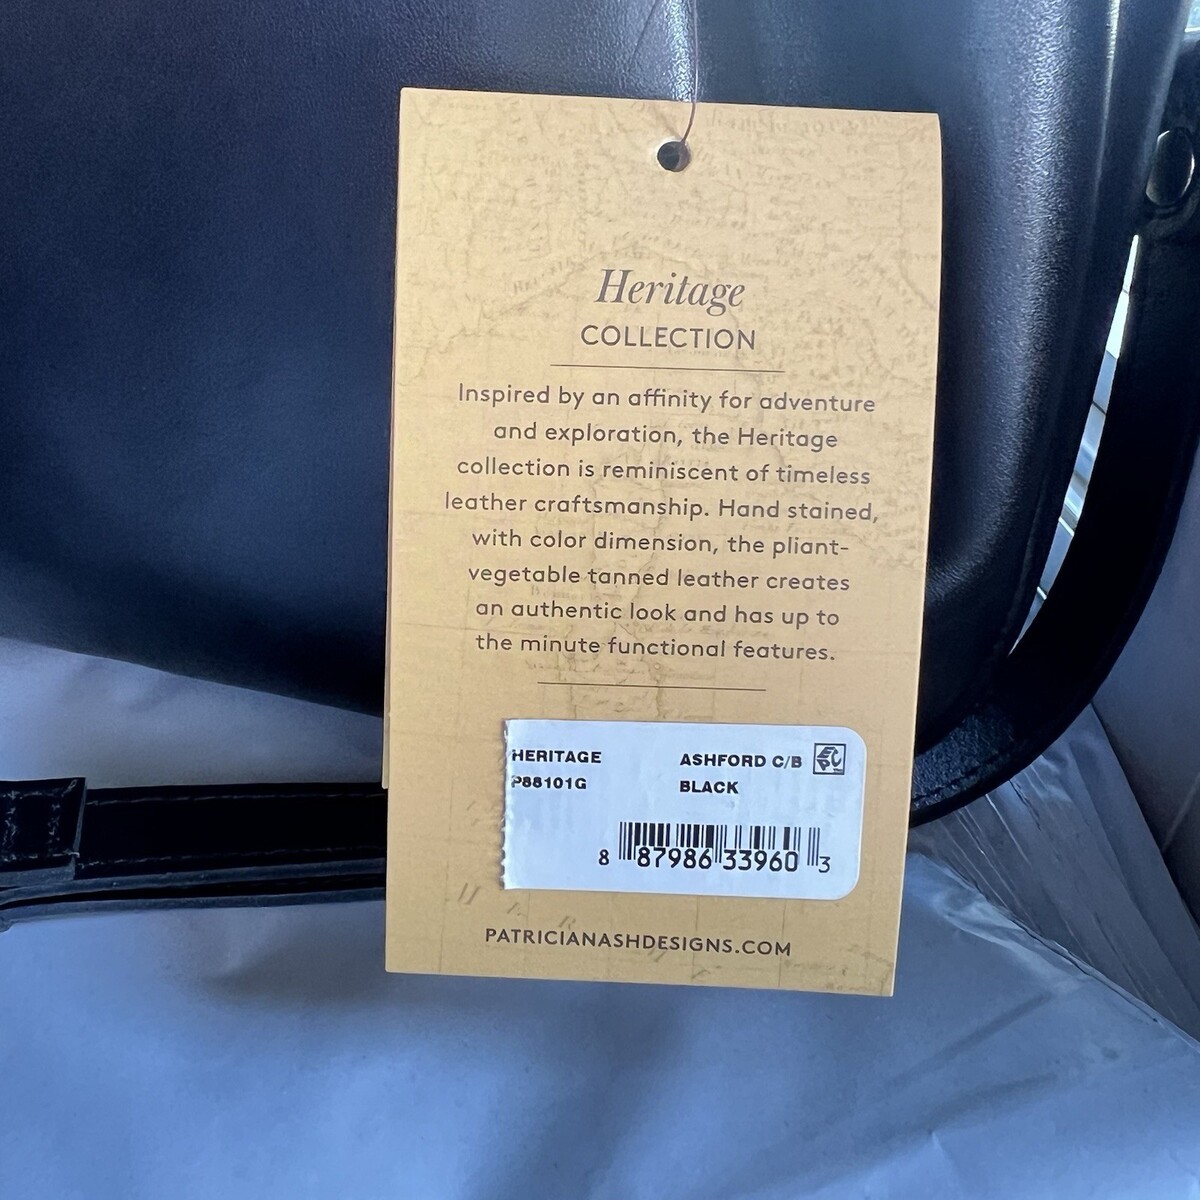 Heritage
COLLECTION
Inspired by an affinity for adventure
and exploration, the Heritage
collection is reminiscent of timeless
leather craftsmanship. Hand stained,
with color dimension, the pliant-
vegetable tanned leather creates
an authentic look and has up to
the minute functional features.
HERITAGE ASHFORD C/B EPC
P88101G BLACK
8 87986 33960 3
PATRICIANASHDESIGNS.COM